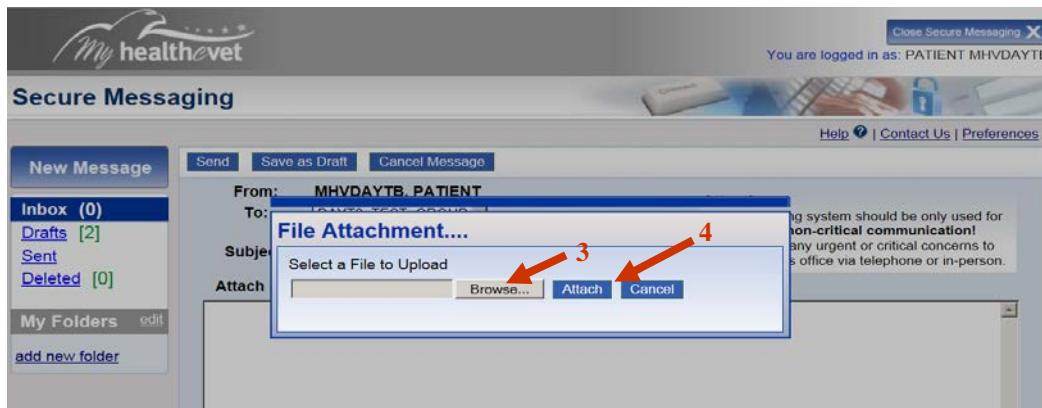 My healthevet
Close Secure Messaging X
You are logged in as: PATIENT MHVDAYTB
Secure Messaging
Help ? | Contact Us | Preferences
New Message
Send Save as Draft Cancel Message
From: MHVDAYTB, PATIENT
Inbox (0)
To:
ng system should be only used for
Drafts [2]
on-critical communication!
File Attachment....
4
Sent
Subje
any urgent or critical concerns to
3
s office via telephone or in-person.
Select a File to Upload
Deleted [0]
Attach
Browse... Attach Cancel
My Folders edit
add new folder